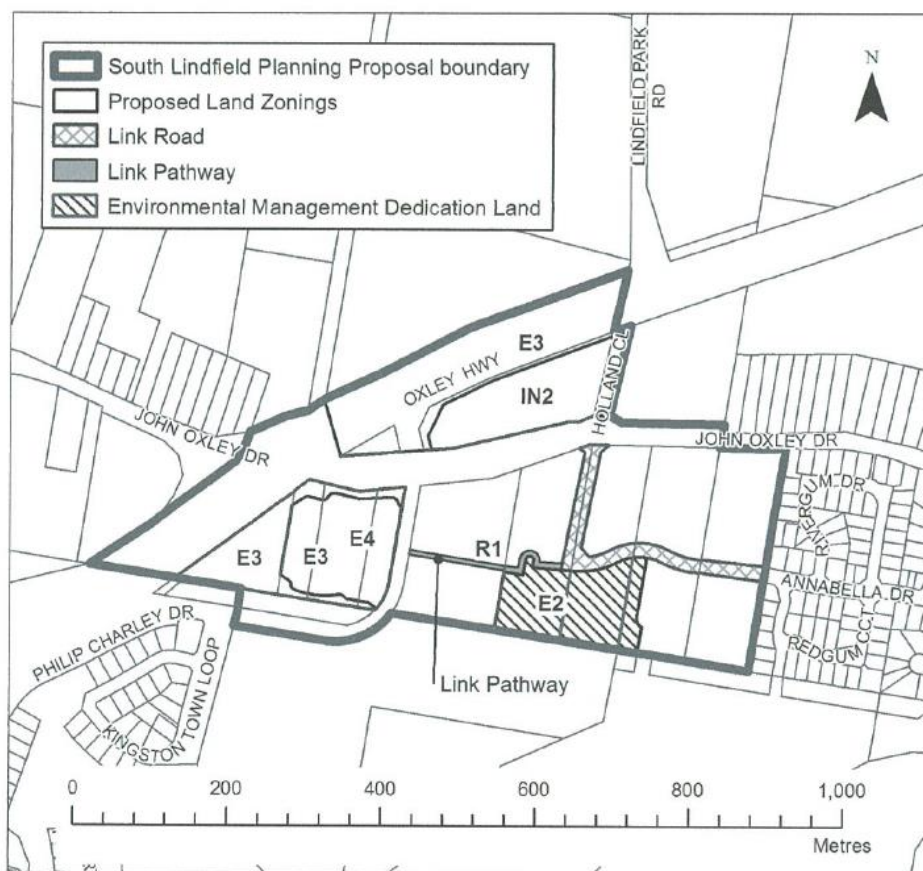 South Lindfield Planning Proposal boundary
Proposed Land Zonings
Link Road
Link Pathway
Environmental Management Dedication Land
LINDFIELD PARK
RD
N
E3
OXLEY HWY
IN2
HOLLAND CL
JOHN OXLEY DR
JOHN OXLEY DR
RIVERGUM DR
E3
E3
E4
R1
E2
ANNABELLA DR
REDGUM CCT
PHILIP CHARLEY DR
KINGSTON TOWN LOOP
Link Pathway
0
200
400
600
800
1,000
Metres